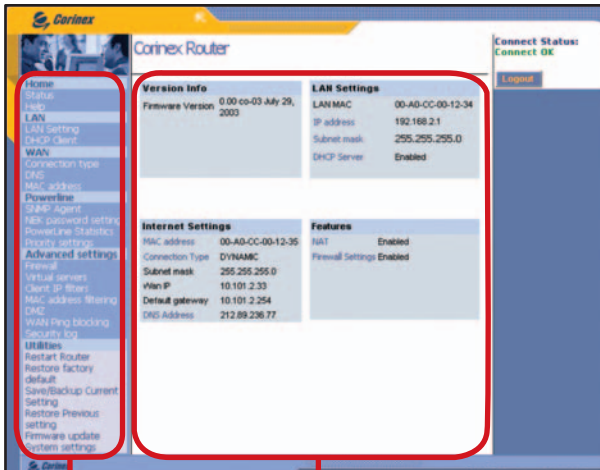 Corinex
Corinex Router
Connect Status:
Connect OK
Logout
Home
Status
Help
LAN
LAN Setting
DHCP Client
WAN
Connection type
DNS
MAC address
Powerline
SNMP Agent
NEK password setting
PowerLine Statistics
Priority settings
Advanced settings
Firewall
Virtual servers
Client IP filters
MAC address filtering
DMZ
WAN Ping blocking
Security log
Utilities
Restart Router
Restore factory
default
Save/Backup Current
Setting
Restore Previous
setting
Firmware update
System settings
Version Info
Firmware Version 0.00 co-03 July 29,
2003
LAN Settings
LAN MAC 00-A0-CC-00-12-34
IP address 192.168.2.1
Subnet mask 255.255.255.0
DHCP Server Enabled
Internet Settings
MAC address 00-A0-CC-00-12-35
Connection Type DYNAMIC
Subnet mask 255.255.255.0
Wan IP 10.101.2.33
Default gateway 10.101.2.254
DNS Address 212.89.236.77
Features
NAT Enabled
Firewall Settings Enabled
Corinex